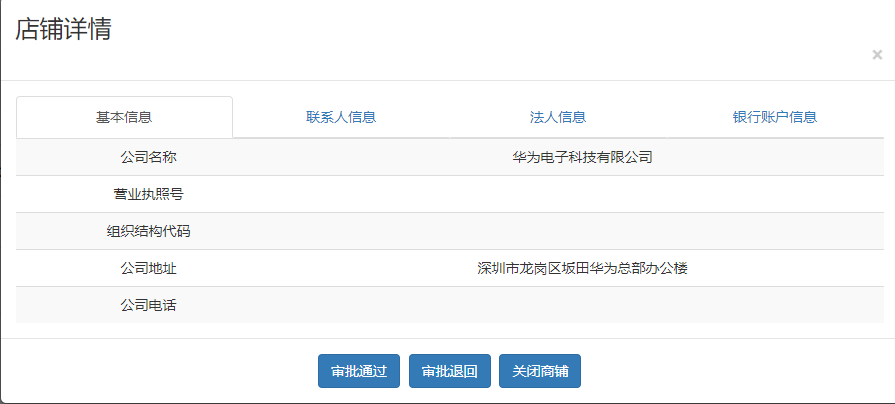 店铺详情
×
基本信息 联系人信息 法人信息 银行账户信息
公司名称 华为电子科技有限公司
营业执照号
组织结构代码
公司地址 深圳市龙岗区坂田华为总部办公楼
公司电话
审批通过 审批退回 关闭商铺